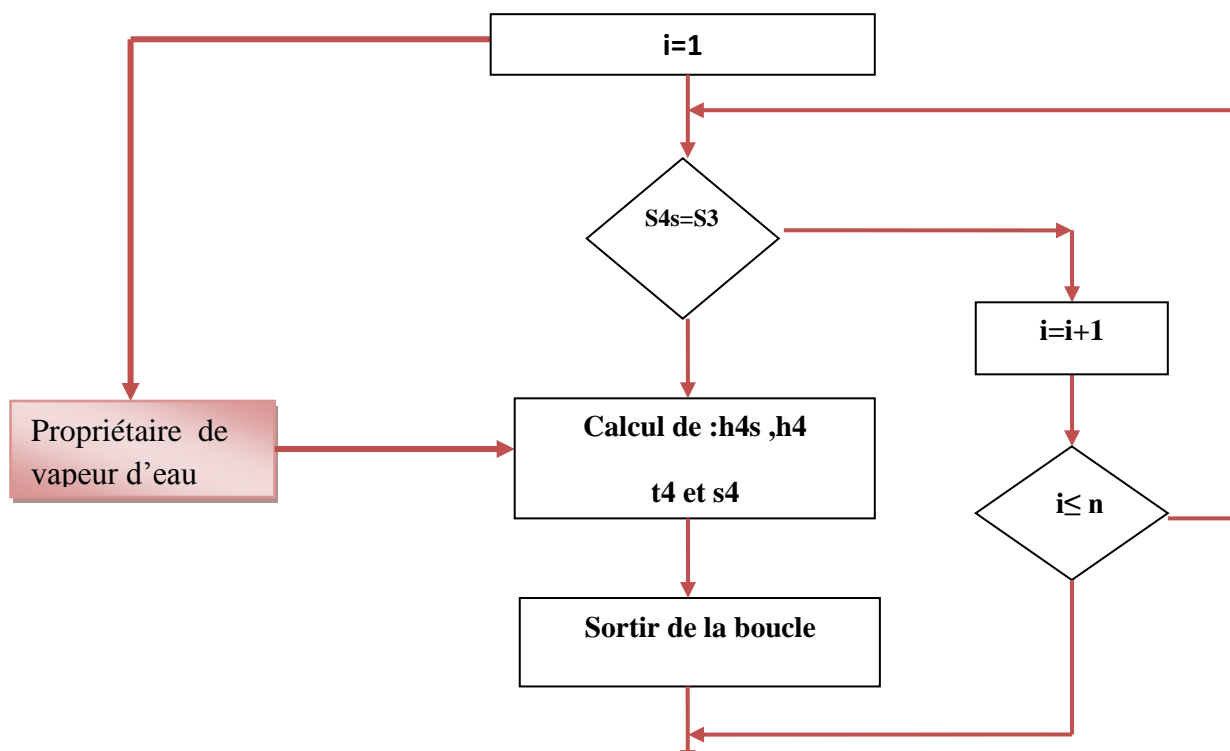 i=1
S4s=S3
i=i+1
Propriétaire de
vapeur d'eau
Calcul de :h4s ,h4
t4 et s4
i≤ n
Sortir de la boucle